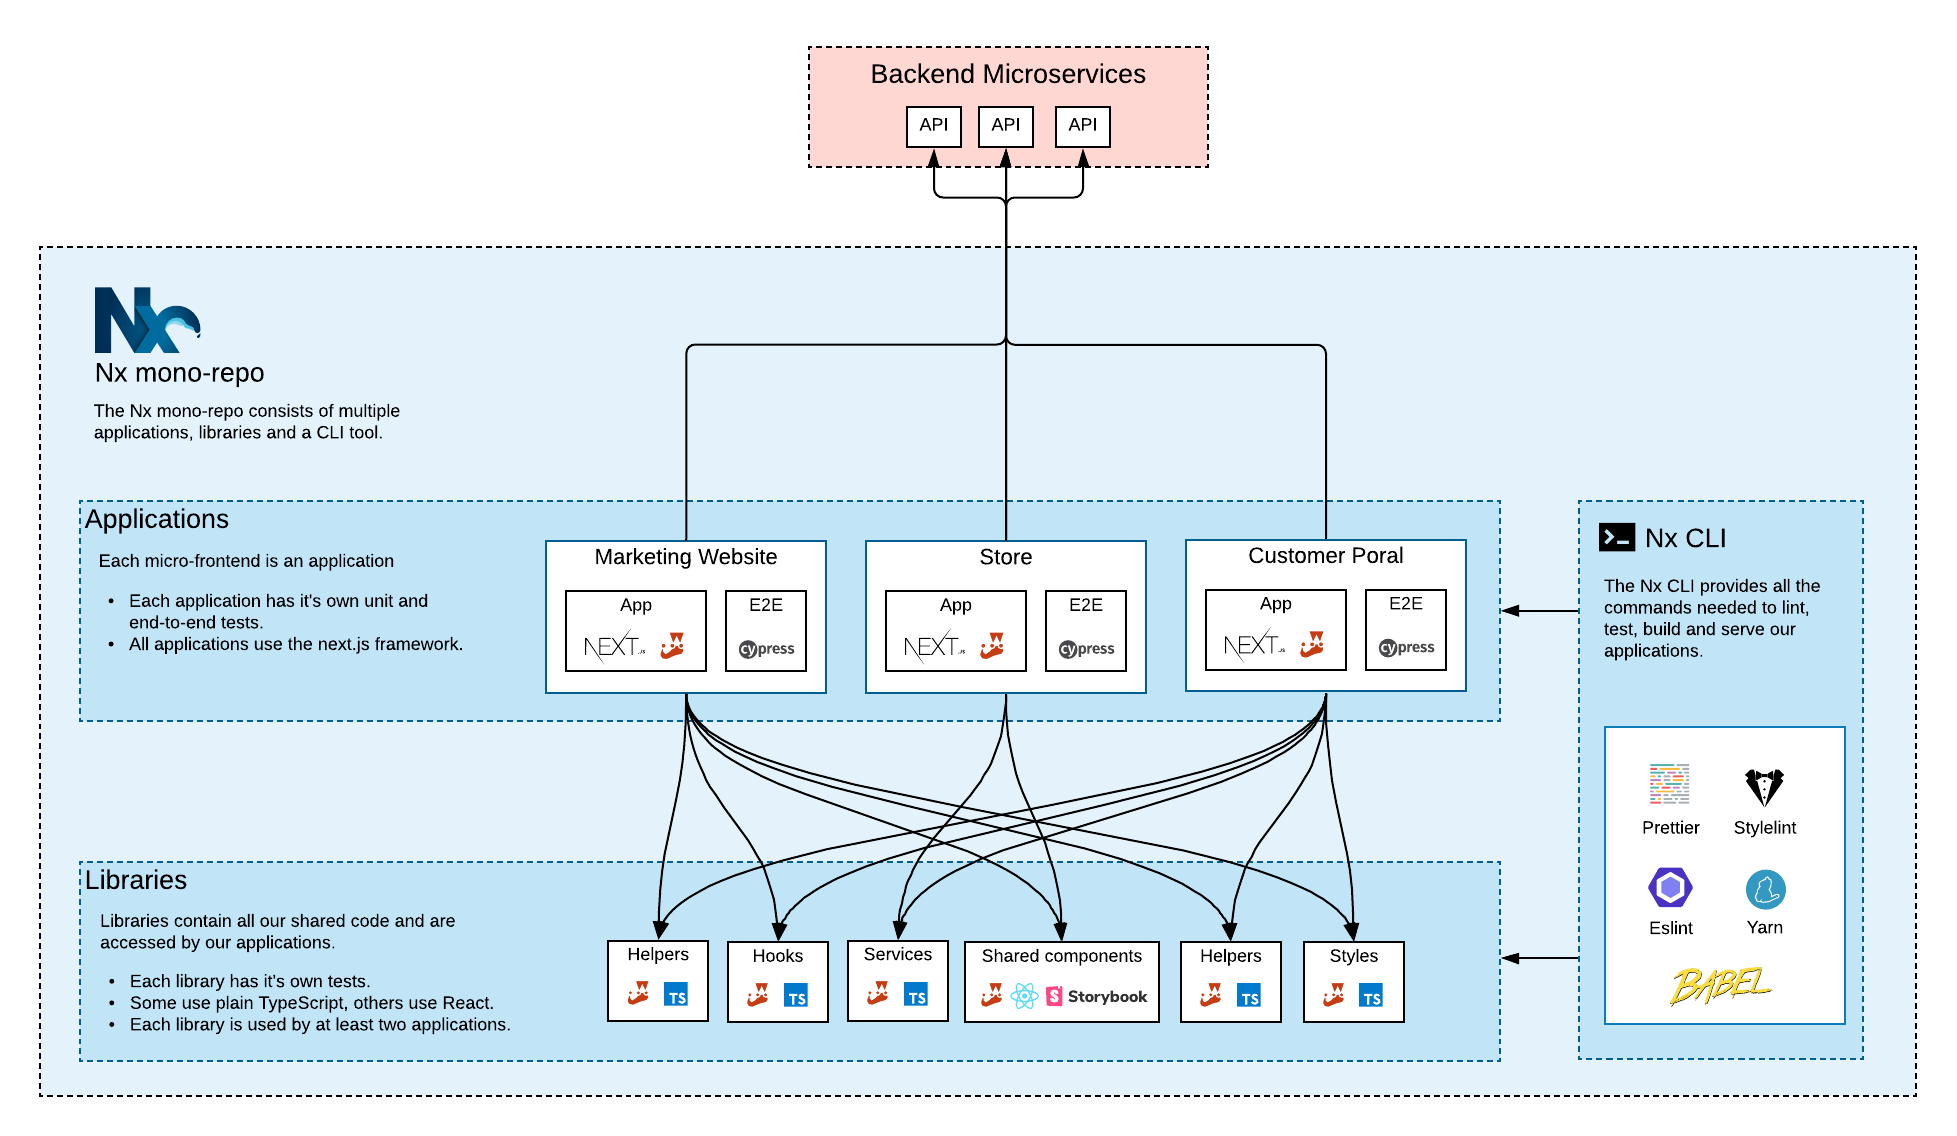 Backend Microservices
API API API
Nx
Nx mono-repo
The Nx mono-repo consists of multiple
applications, libraries and a CLI tool.
Applications
Each micro-frontend is an application
• Each application has it's own unit and
end-to-end tests.
• All applications use the next.js framework.
Marketing Website
App
NEXT.JS
E2E
cypress
Store
App
NEXT.JS
E2E
cypress
Customer Poral
App
NEXT.JS
E2E
cypress
Nx CLI
The Nx CLI provides all the
commands needed to lint,
test, build and serve our
applications.
Prettier
Stylelint
Eslint
Yarn
BABEL
Libraries
Libraries contain all our shared code and are
accessed by our applications.
• Each library has it's own tests.
• Some use plain TypeScript, others use React.
• Each library is used by at least two applications.
Helpers
TS
Hooks
TS
Services
TS
Shared components
S Storybook
Helpers
TS
Styles
TS